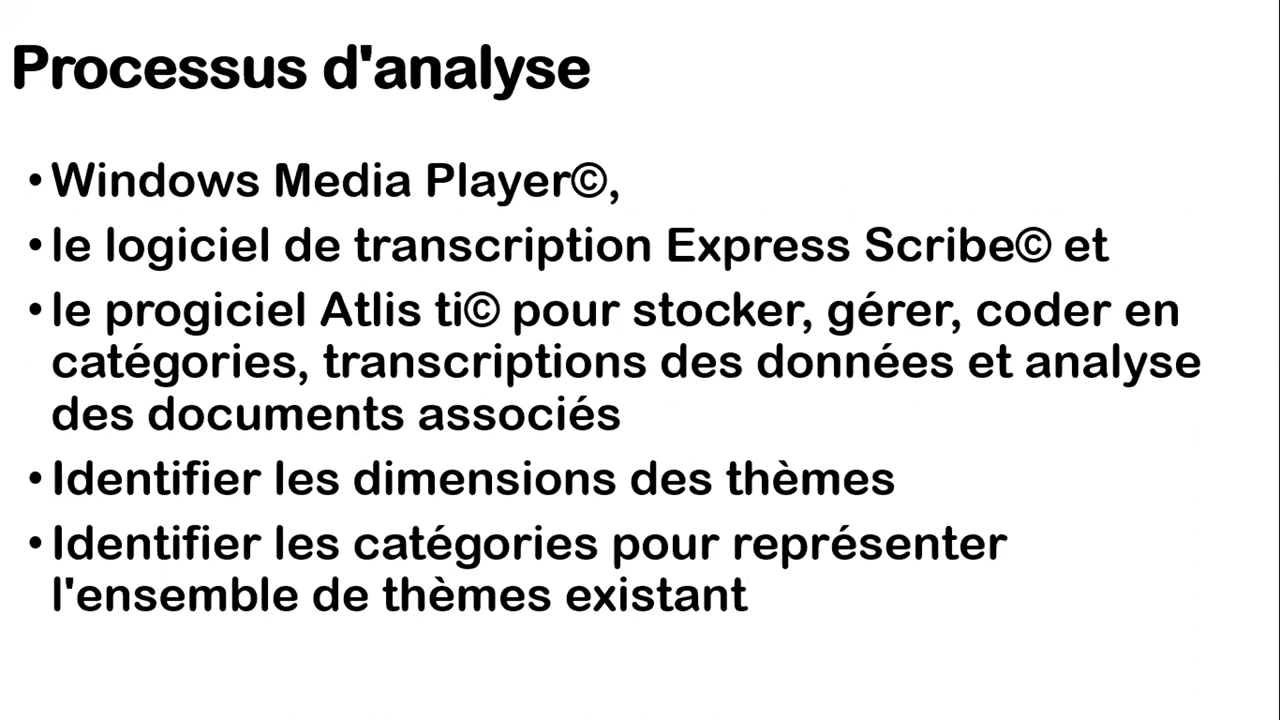 Processus d'analyse
• Windows Media Player©,
• le logiciel de transcription Express Scribe© et
• le progiciel Atlis ti© pour stocker, gérer, coder en
catégories, transcriptions des données et analyse
des documents associés
• Identifier les dimensions des thèmes
• Identifier les catégories pour représenter
l'ensemble de thèmes existant